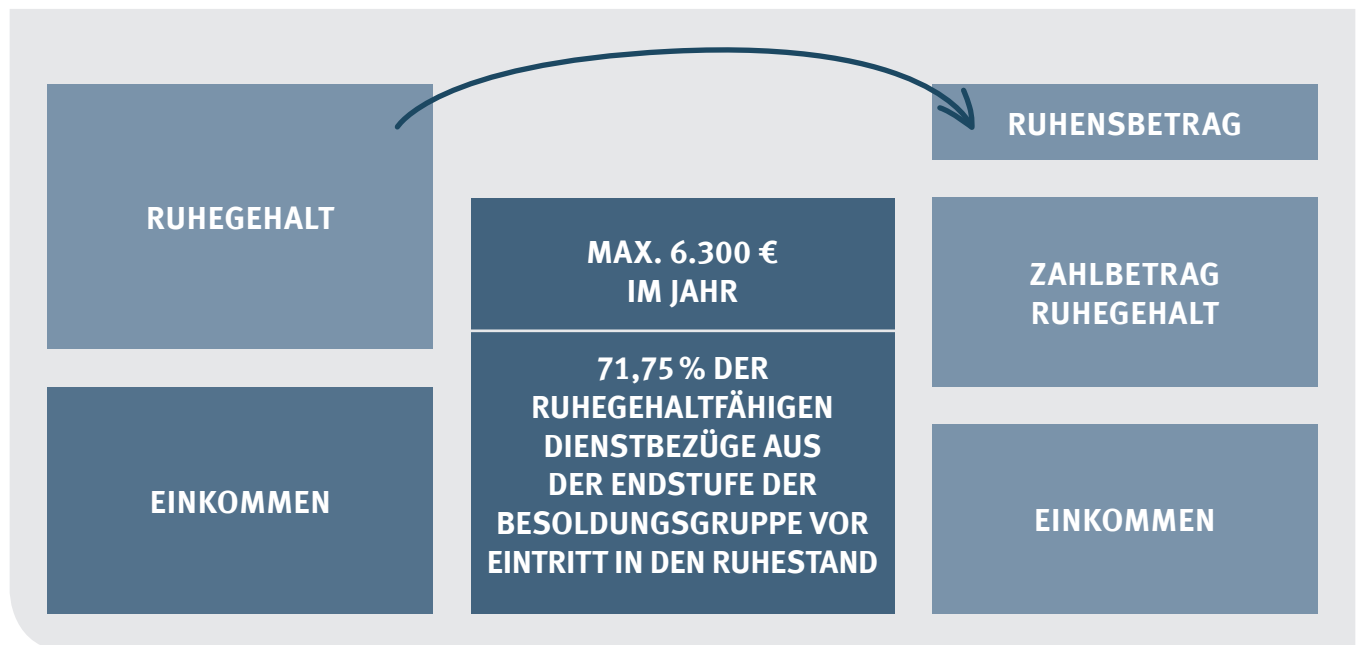 RUHEGEHALT
EINKOMMEN
MAX. 6.300 €
IM JAHR
71,75 % DER
RUHEGEHALTFÄHIGEN
DIENSTBEZÜGE AUS
DER ENDSTUFE DER
BESOLDUNGSGRUPPE VOR
EINTRITT IN DEN RUHESTAND
RUHENSBETRAG
ZAHLBETRAG
RUHEGEHALT
EINKOMMEN